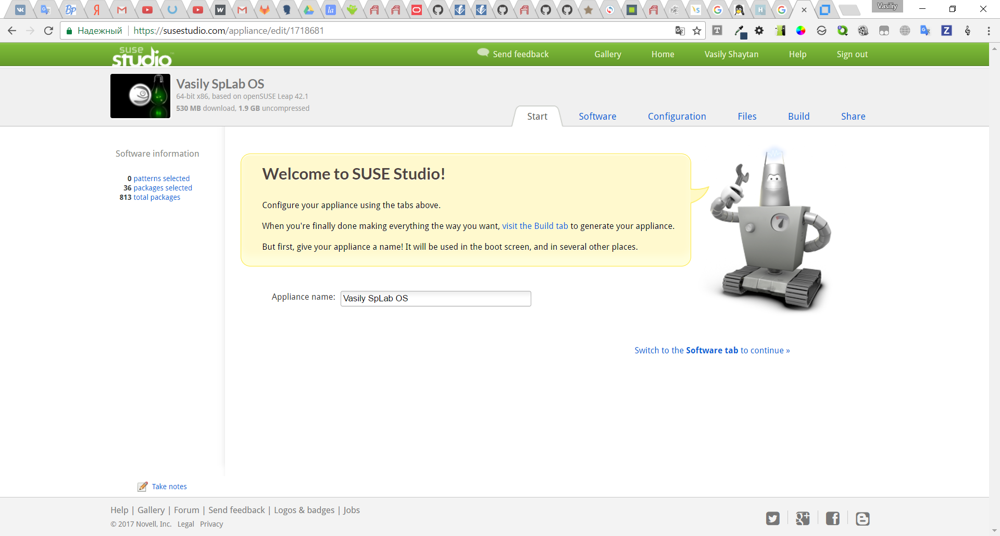 Vasiliy
Надежный https://susestudio.com/appliance/edit/1718681
suse studio
Send feedback Gallery Home Vasily Shaytan Help Sign out
Vasily SpLab OS
64-bit x86, based on openSUSE Leap 42.1
530 MB download, 1.9 GB uncompressed
Start Software Configuration Files Build Share
Software information
0 patterns selected
36 packages selected
813 total packages
Welcome to SUSE Studio!
Configure your appliance using the tabs above.
When you're finally done making everything the way you want, visit the Build tab to generate your appliance.
But first, give your appliance a name! It will be used in the boot screen, and in several other places.
Appliance name: Vasily SpLab OS
Switch to the Software tab to continue »
Take notes
Help | Gallery | Forum | Send feedback | Logos & badges | Jobs
© 2017 Novell, Inc. Legal Privacy